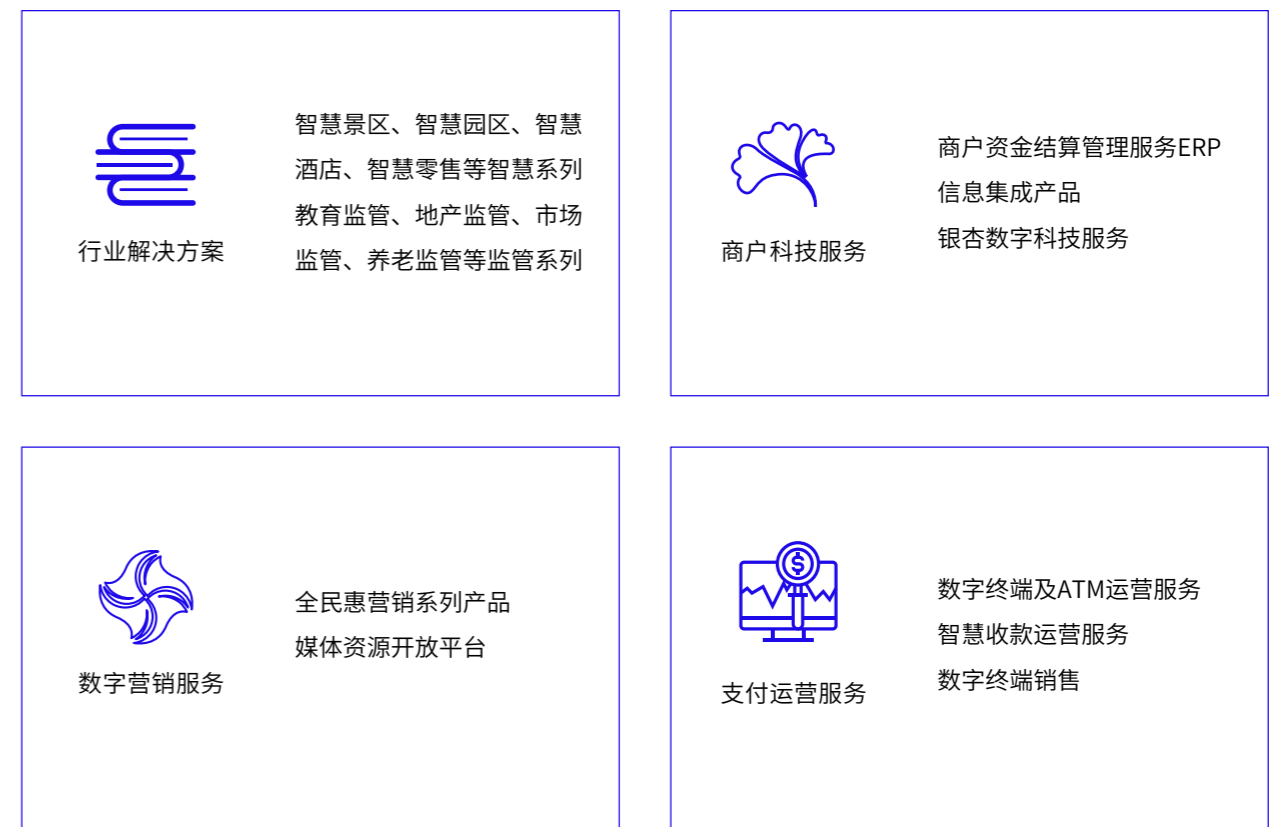 智慧景区、智慧园区、智慧
酒店、智慧零售等智慧系列
教育监管、地产监管、市场
监管、养老监管等监管系列
行业解决方案
商户资金结算管理服务ERP
信息集成产品
银杏数字科技服务
商户科技服务
全民惠营销系列产品
媒体资源开放平台
数字营销服务
数字终端及ATM运营服务
智慧收款运营服务
数字终端销售
支付运营服务